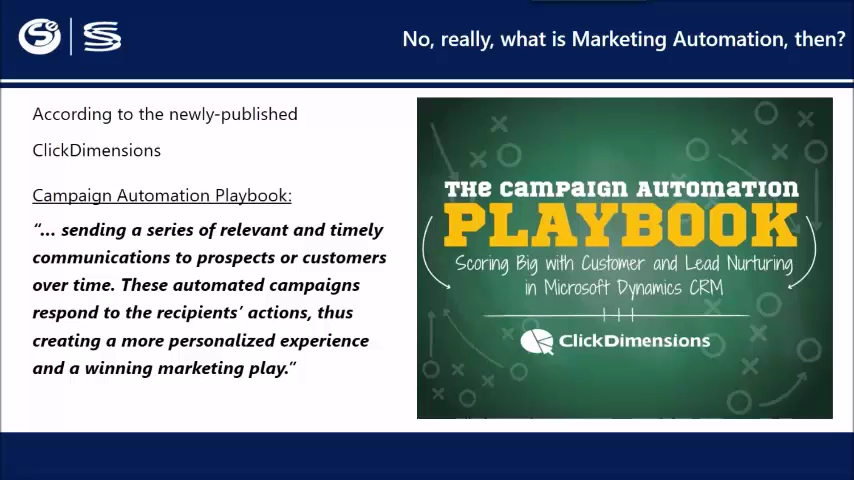 No, really, what is Marketing Automation, then?
According to the newly-published
ClickDimensions
Campaign Automation Playbook:
“... sending a series of relevant and timely
communications to prospects or customers
over time. These automated campaigns
respond to the recipients’ actions, thus
creating a more personalized experience
and a winning marketing play.”
THE CAMPAIGN AUTOMATION
PLAYBOOK
Scoring Big with Customer and Lead Nurturing
in Microsoft Dynamics CRM
ClickDimensions